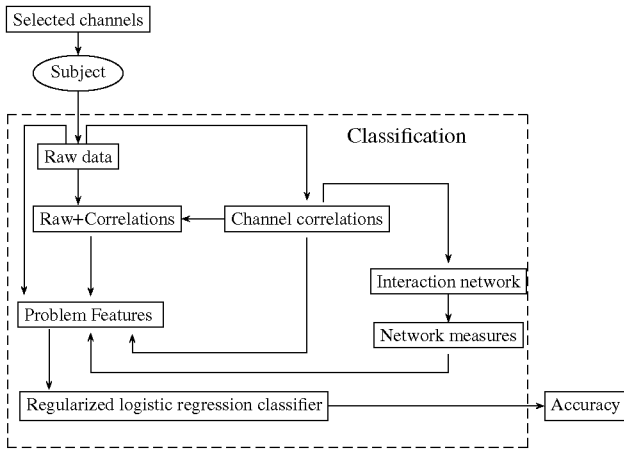 Selected channels
Subject
Classification
Raw data
Raw+Correlations
Channel correlations
Interaction network
Problem Features
Network measures
Regularized logistic regression classifier
Accuracy